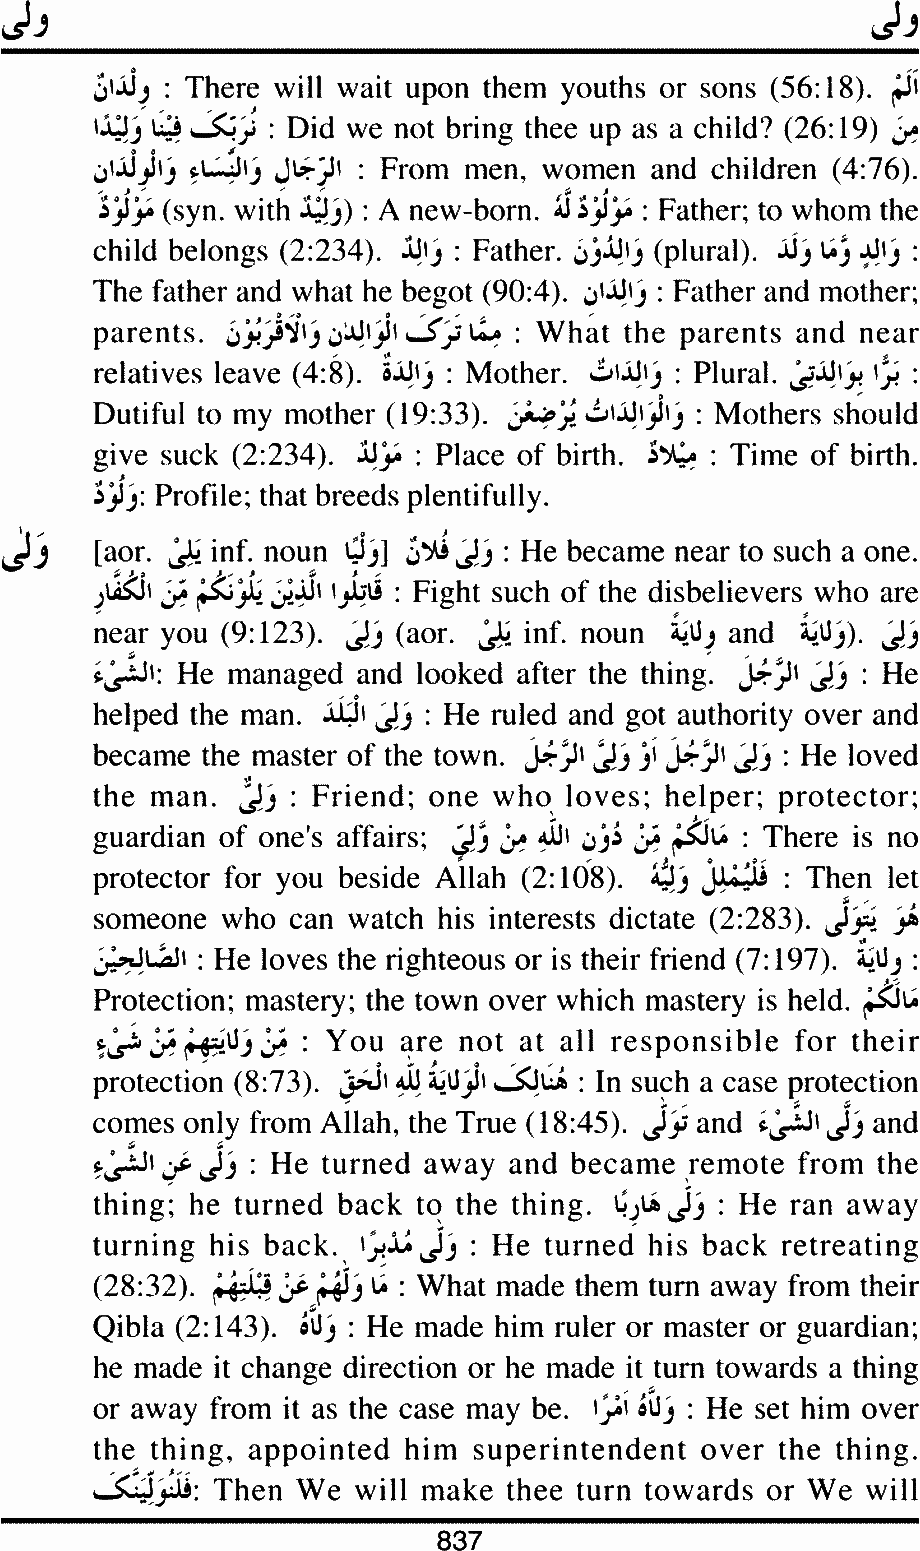 ولى ولى
وِلْدَانٌ : There will wait upon them youths or sons (56:18). اَلَمْ
نُرَبِّکَ فِيْنَا وَلِيْدًا : Did we not bring thee up as a child? (26:19) مِنَ
الرِّجَالِ وَالنِّسَاءِ وَالْوِلْدَانِ : From men, women and children (4:76).
مَوْلُوْدٌ (syn. with وَلِيْدٌ) : A new-born. مَوْلُوْدٌ لَهٗ : Father; to whom the
child belongs (2:234). وَالِدٌ : Father. وَالِدُوْنَ (plural). وَالِدٍ وَّمَا وَلَدَ :
The father and what he begot (90:4). وَالِدَانِ : Father and mother;
parents. مِّمَّا تَرَکَ الْوَالِدٰنِ وَالْاَقْرَبُوْنَ : What the parents and near
relatives leave (4:8). وَالِدَةٌ : Mother. وَالِدَاتٌ : Plural. بَرًّا بِوَالِدَتِىْ :
Dutiful to my mother (19:33). وَالْوَالِدَاتُ يُرْضِعْنَ : Mothers should
give suck (2:234). مَوْلِدٌ : Place of birth. مِيْلَادٌ : Time of birth.
وَلُوْدٌ: Profile; that breeds plentifully.
وَلٰى [aor. يَلِىْ inf. noun وَلْيًا] وَلِىَ فُلَانٌ : He became near to such a one.
قَاتِلُوا الَّذِيْنَ يَلُوْنَكُمْ مِّنَ الْكُفَّارِ : Fight such of the disbelievers who are
near you (9:123). وَلِىَ (aor. يَلِىْ inf. noun وِلَايَةً and وَلَايَةً). وَلِىَ
الشَّىْءَ: He managed and looked after the thing. وَلِىَ الرَّجُلَ : He
helped the man. وَلِىَ الْبَلَدَ : He ruled and got authority over and
became the master of the town. وَلِىَ الرَّجُلَ اَوْ وَلِىَّ الرَّجُلَ : He loved
the man. وَلِىٌّ : Friend; one who loves; helper; protector;
guardian of one's affairs; مَالَكُمْ مِّنْ دُوْنِ اللّٰهِ مِنْ وَّلِىٍّ : There is no
protector for you beside Allah (2:108). فَلْيُمْلِلْ وَلِيُّهٗ : Then let
someone who can watch his interests dictate (2:283). هُوَ يَتَوَلَّى
الصَّالِحِيْنَ : He loves the righteous or is their friend (7:197). وِلَايَةٌ :
Protection; mastery; the town over which mastery is held. مَالَكُمْ
مِّنْ وَلَايَتِهِمْ مِّنْ شَىْءٍ : You are not at all responsible for their
protection (8:73). هُنَالِکَ الْوَلَايَةُ لِلّٰهِ الْحَقِّ : In such a case protection
comes only from Allah, the True (18:45). تَوَلّٰى and وَلَّى الشَّىْءَ and
وَلّٰى عَنِ الشَّىْءِ : He turned away and became remote from the
thing; he turned back to the thing. وَلّٰى هَارِبًا : He ran away
turning his back. وَلّٰى مُدْبِرًا : He turned his back retreating
(28:32). مَا وَلّٰهُمْ عَنْ قِبْلَتِهِمْ : What made them turn away from their
Qibla (2:143). وَلَّاهُ : He made him ruler or master or guardian;
he made it change direction or he made it turn towards a thing
or away from it as the case may be. وَلَّاهُ اَمْرًا : He set him over
the thing, appointed him superintendent over the thing.
فَلَنُوَلِّيَنَّکَ: Then We will make thee turn towards or We will
837